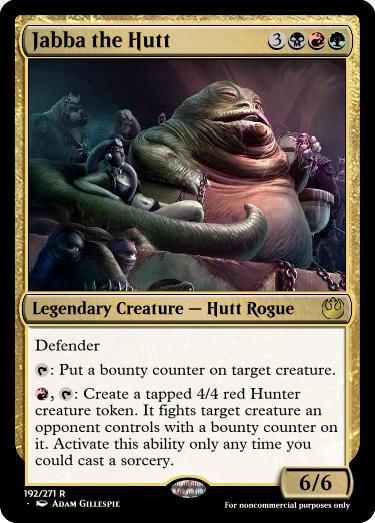 Jabba the Hutt 3
Legendary Creature — Hutt Rogue
Defender
: Put a bounty counter on target creature.
, : Create a tapped 4/4 red Hunter
creature token. It fights target creature an
opponent controls with a bounty counter on
it. Activate this ability only any time you
could cast a sorcery.
6/6
192/271 R
· Adam Gillespie
For noncommercial purposes only